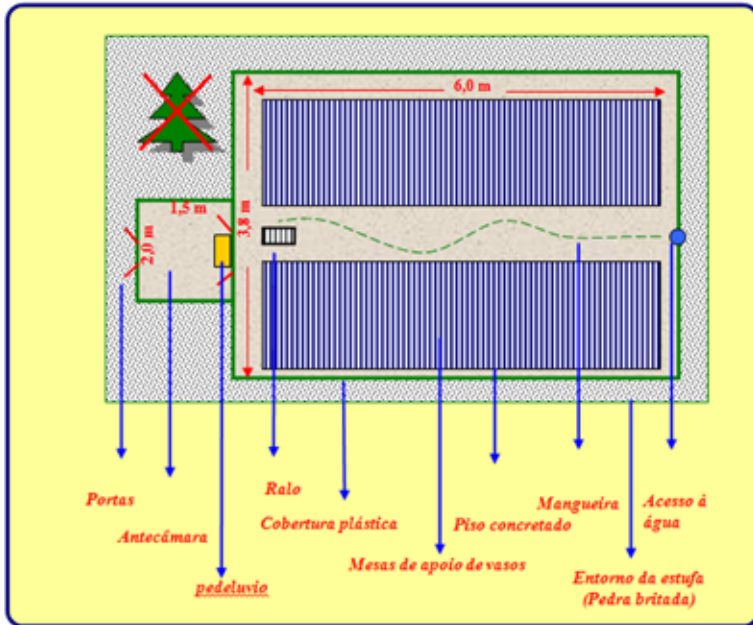 6,0 m
1,5 m
3,8 m
2,0 m
Portas
Ralo
Mangueira
Acesso à
água
Antecâmara
Cobertura plástica
Piso concretado
Mesas de apoio de vasos
pedeluvio
Entorno da estufa
(Pedra britada)